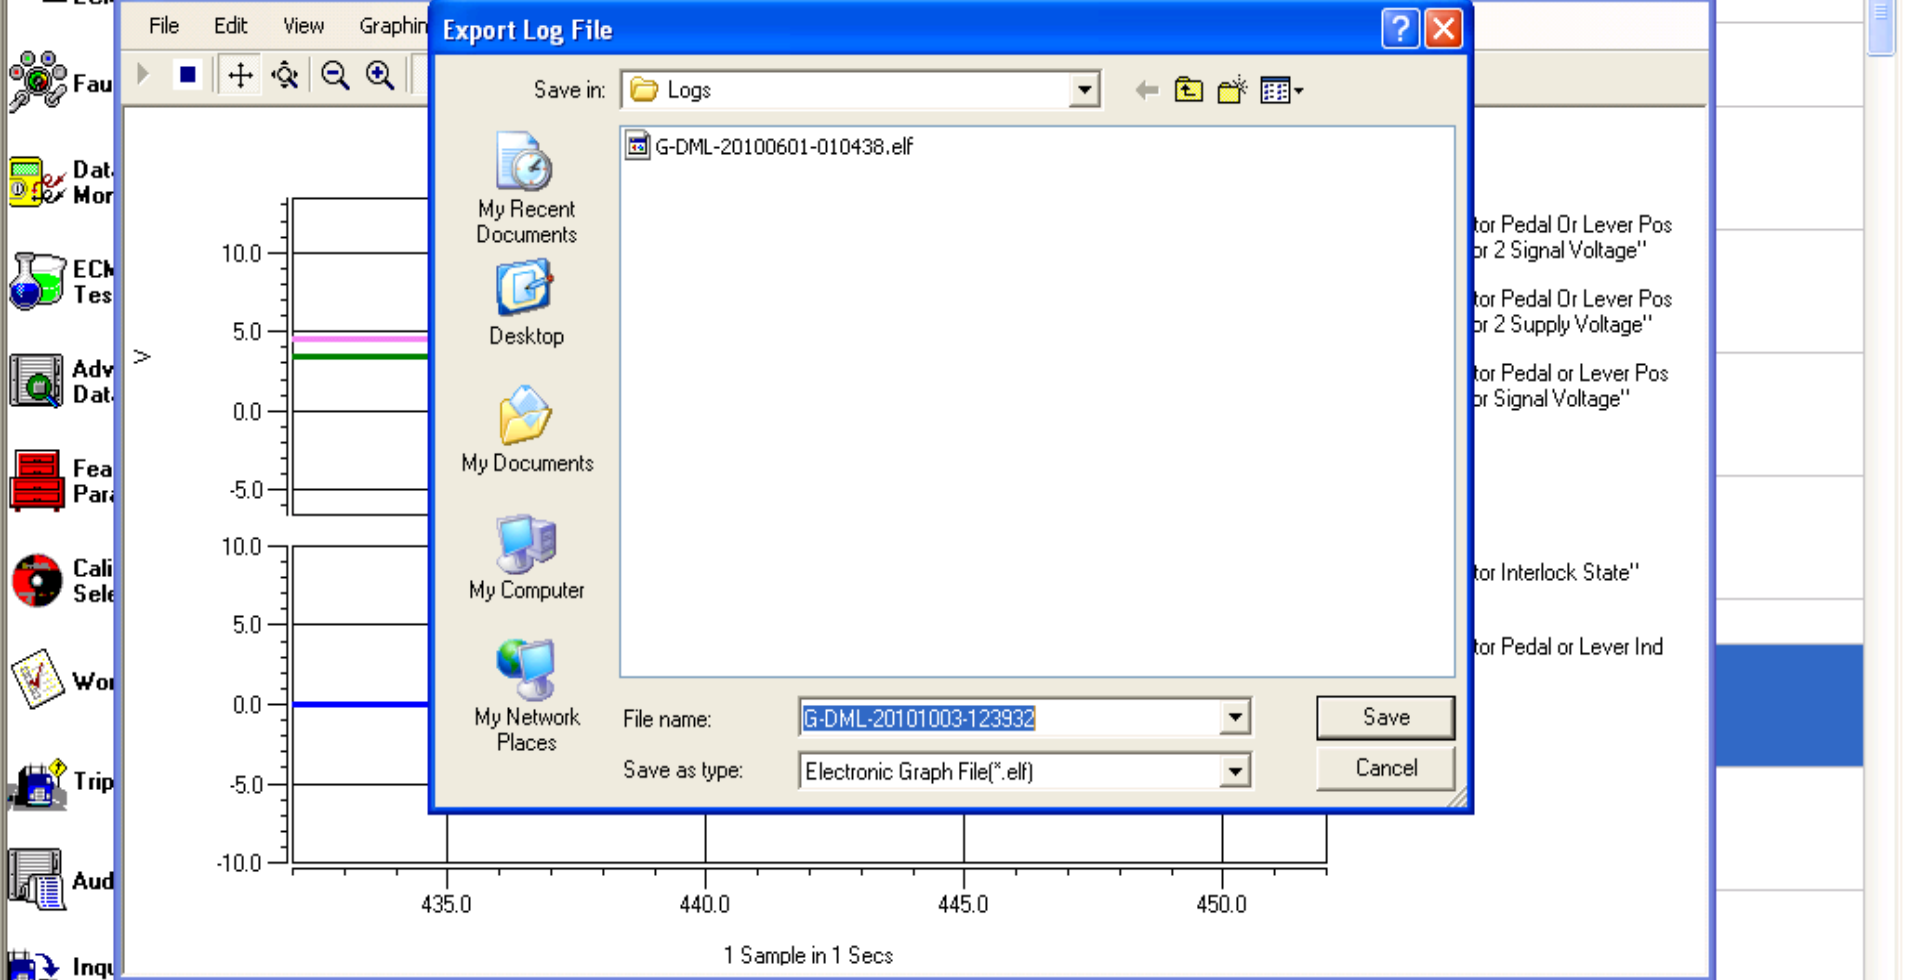 File Edit View Graphin
Export Log File
Save in: Logs
G-DML-20100601-010438.elf
My Recent
Documents
Desktop
My Documents
My Computer
My Network
Places
File name: G-DML-20101003-123932
Save
Save as type: Electronic Graph File(*.elf)
Cancel
Fau
Dat
Mor
ECM
Tes
Adv
Dat
Fea
Para
Cali
Sele
Wor
Trip
Aud
Inqu
>
10.0
5.0
0.0
-5.0
10.0
5.0
0.0
-5.0
-10.0
435.0 440.0 445.0 450.0
1 Sample in 1 Secs
tor Pedal Or Lever Pos
or 2 Signal Voltage"
tor Pedal Or Lever Pos
or 2 Supply Voltage"
tor Pedal or Lever Pos
or Signal Voltage"
tor Interlock State"
tor Pedal or Lever Ind